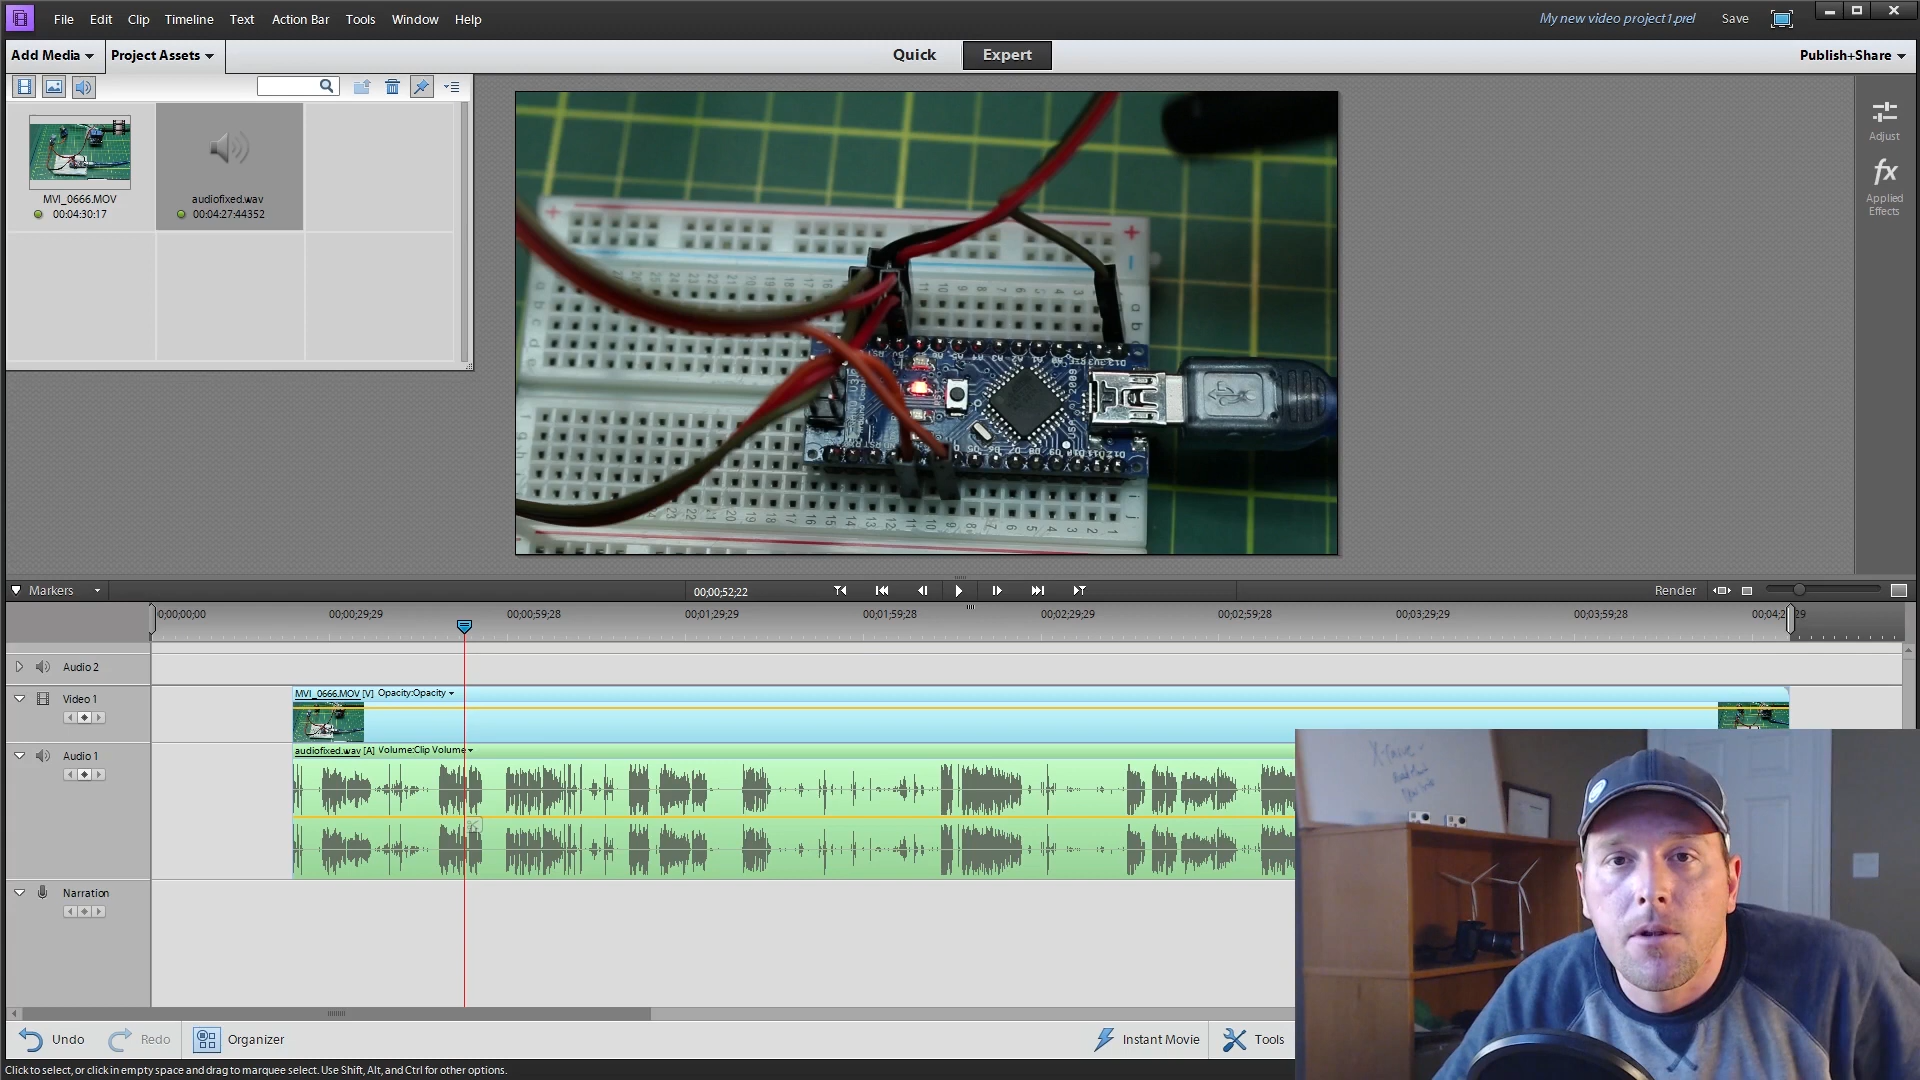 File Edit Clip Timeline Text Action Bar Tools Window Help
My new video project1.prel Save
Add Media Project Assets
Quick Expert
Publish+Share
Adjust
fx
Applied
Effects
MVI_0666.MOV
00:04:30:17
audiofixed.wav
00:04:27:44352
Markers
00;00;52;22
Render
0;00;00;00 00;00;29;29 00;00;59;28 00;01;29;29 00;01;59;28 00;02;29;29 00;02;59;28 00;03;29;29 00;03;59;28
Audio 2
Video 1
MVI_0666.MOV [V] Opacity:Opacity
Audio 1
audiofixed.wav [A] Volume:Clip Volume
Narration
Undo Redo Organizer Instant Movie Tools
Click to select, or click in empty space and drag to marquee select. Use Shift, Alt, and Ctrl for other options.